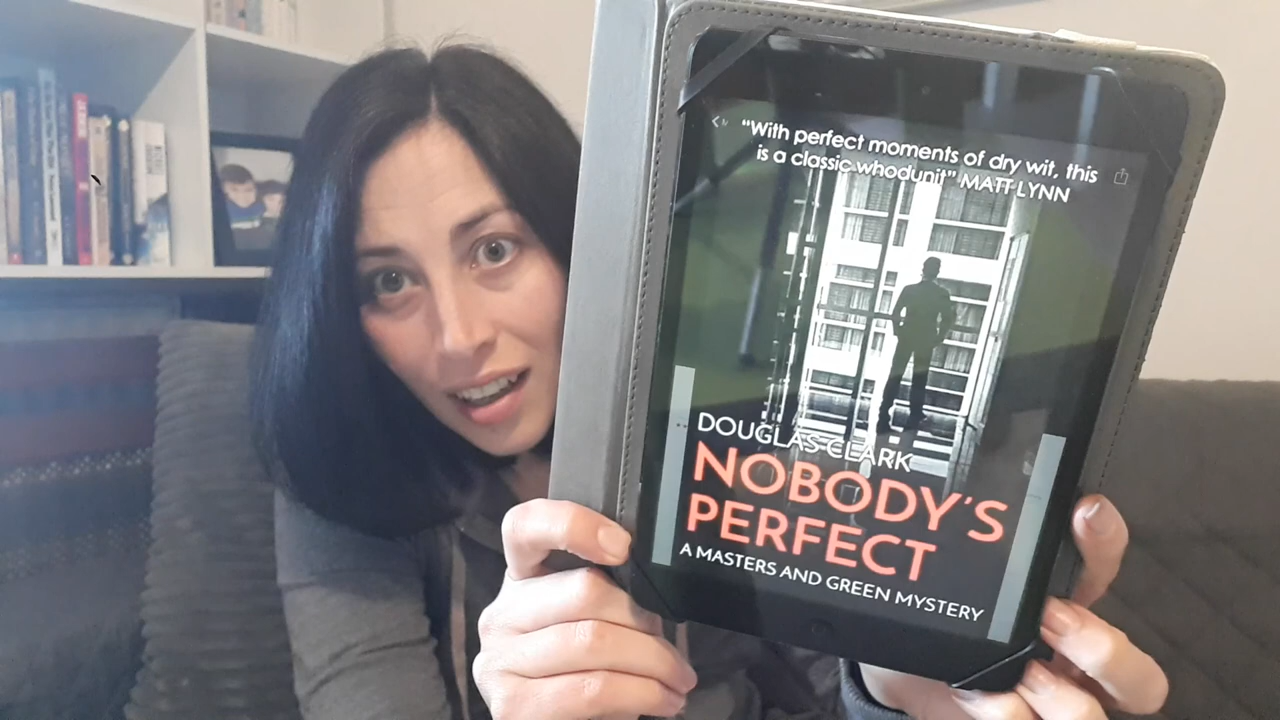 “With perfect moments of dry wit, this
is a classic whodunit” MATT LYNN
DOUGLAS CLARK
NOBODY'S
PERFECT
A MASTERS AND GREEN MYSTERY